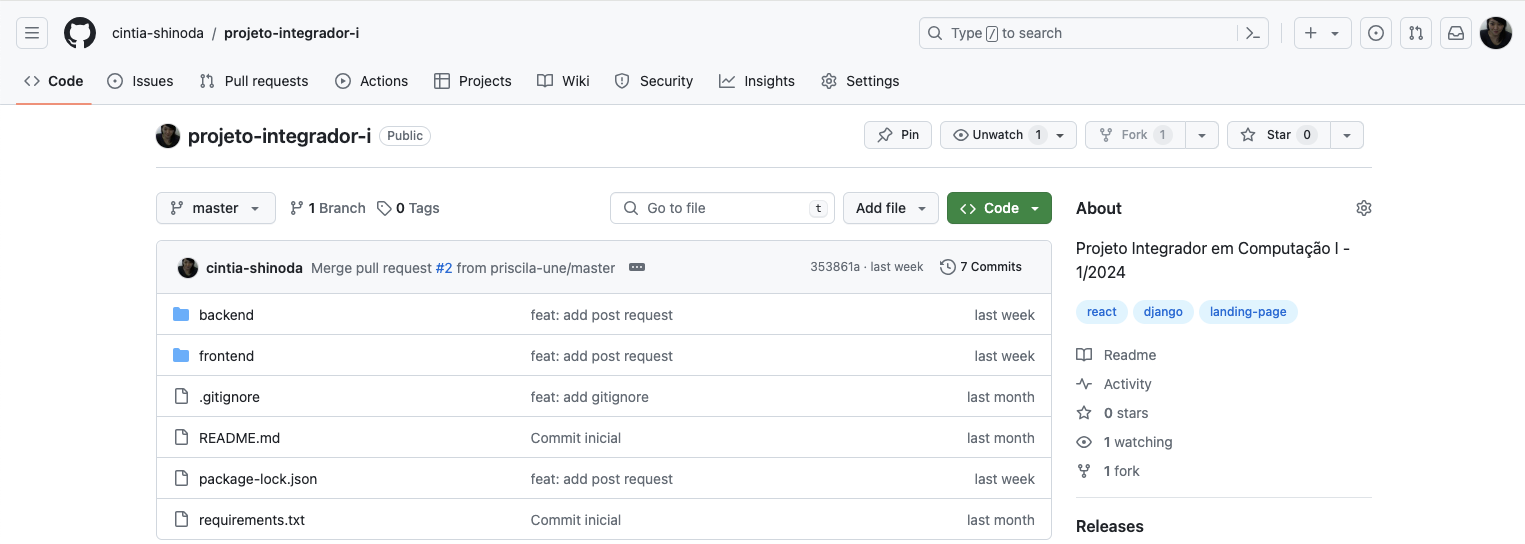 cintia-shinoda / projeto-integrador-i
Type / to search
Code Issues Pull requests Actions Projects Wiki Security Insights Settings
projeto-integrador-i Public
Pin Unwatch 1 Fork 1 Star 0
master 1 Branch 0 Tags Go to file t Add file Code
cintia-shinoda Merge pull request #2 from priscila-une/master 353861a · last week 7 Commits
backend feat: add post request last week
frontend feat: add post request last week
.gitignore feat: add gitignore last month
README.md Commit inicial last month
package-lock.json feat: add post request last week
requirements.txt Commit inicial last month
About
Projeto Integrador em Computação I -
1/2024
react django landing-page
Readme
Activity
0 stars
1 watching
1 fork
Releases